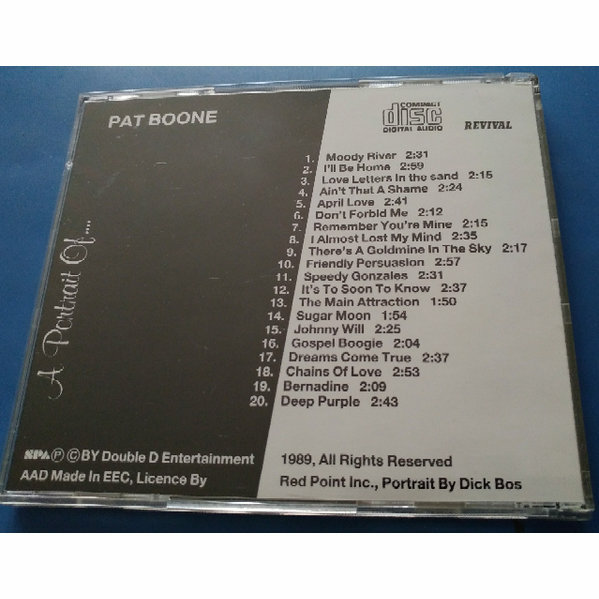 PAT BOONE
COMPACT
disc
DIGITAL AUDIO
REVIVAL
A Portrait Of....
1. Moody River 2:31
2. I'll Be Home 2:59
3. Love Letters In the sand 2:15
4. Ain't That A Shame 2:24
5. April Love 2:41
6. Don't Forbid Me 2:12
7. Remember You're Mine 2:15
8. I Almost Lost My Mind 2:35
9. There's A Goldmine In The Sky 2:17
10. Friendly Persuasion 2:57
11. Speedy Gonzales 2:31
12. It's To Soon To Know 2:37
13. The Main Attraction 1:50
14. Sugar Moon 1:54
15. Johnny Will 2:25
16. Gospel Boogie 2:04
17. Dreams Come True 2:37
18. Chains Of Love 2:53
19. Bernadine 2:09
20. Deep Purple 2:43
Ⓟ ©BY Double D Entertainment 1989, All Rights Reserved
AAD Made In EEC, Licence By Red Point Inc., Portrait By Dick Bos